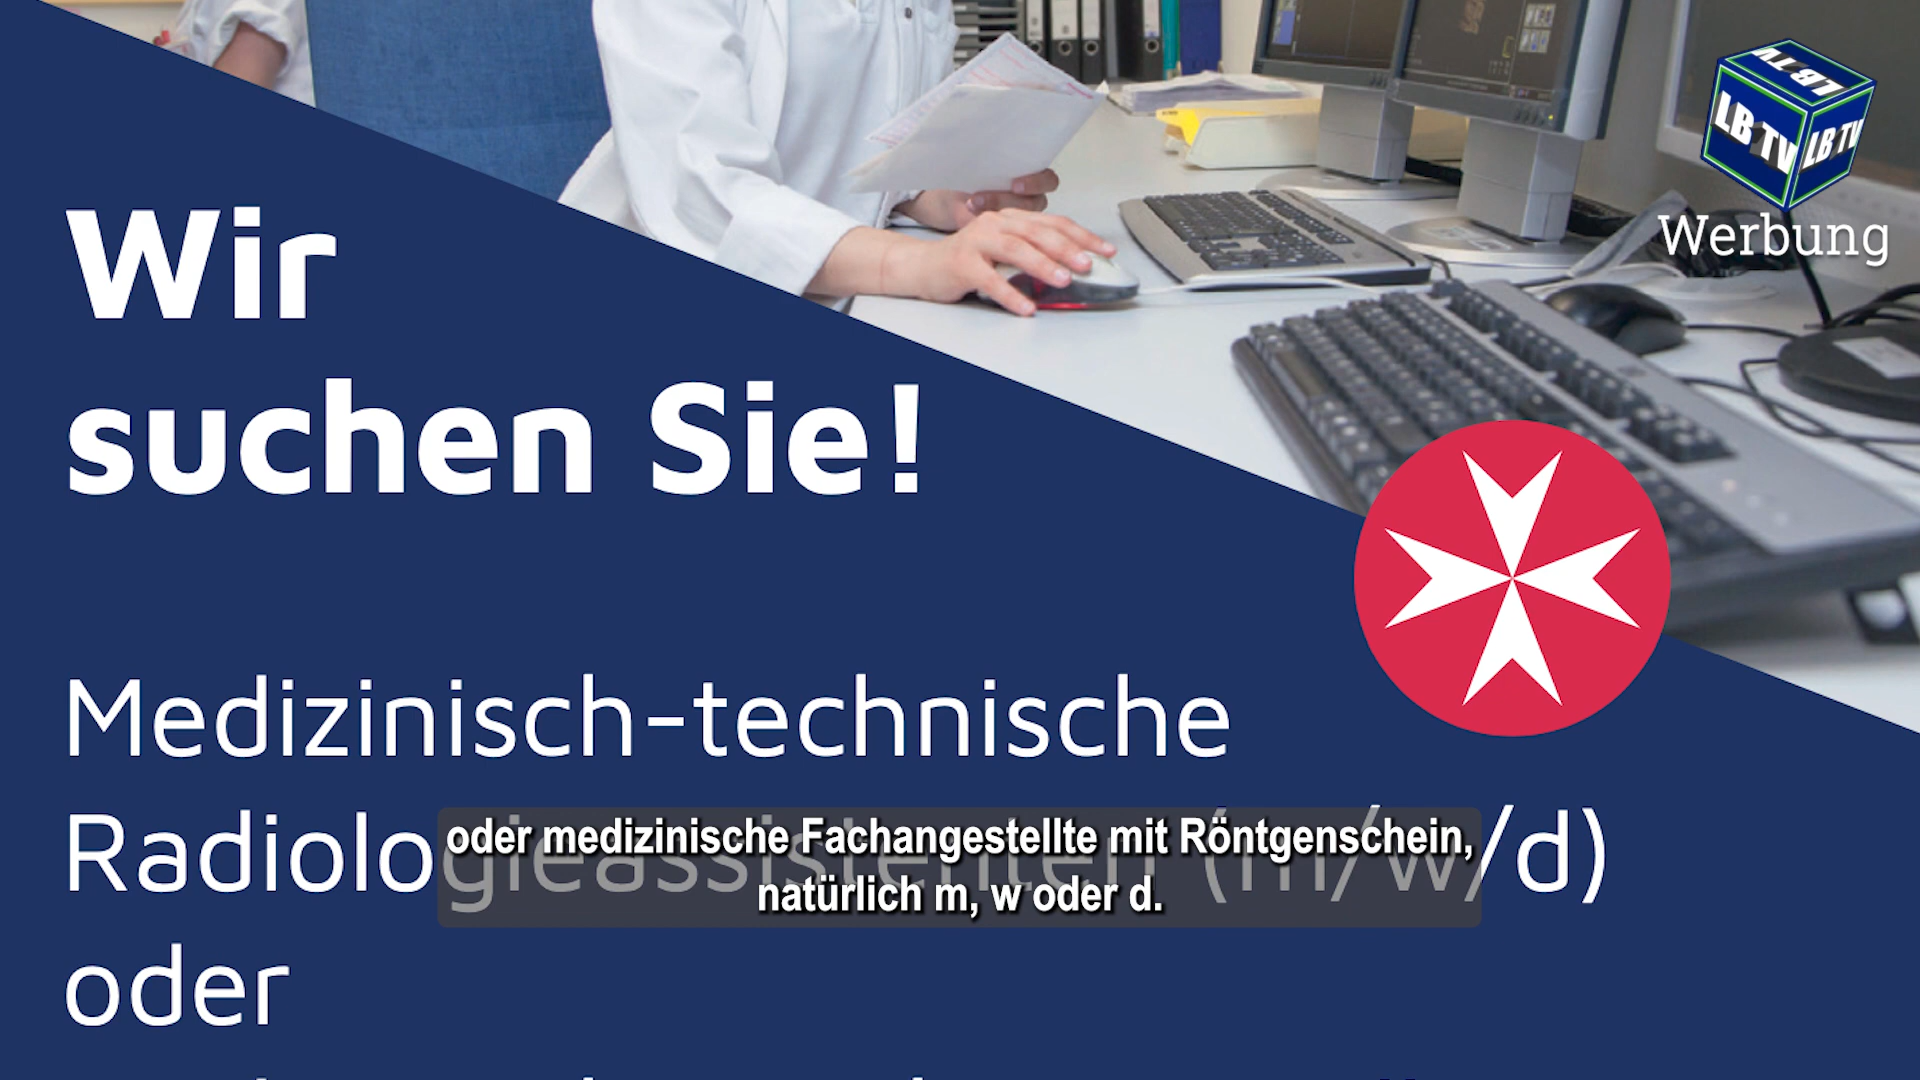 LB TV
LB TV
LB TV
Werbung
Wir
suchen Sie!
Medizinisch-technische
Radiologieassistenten (m/w/d)
oder medizinische Fachangestellte mit Röntgenschein,
natürlich m, w oder d.
oder